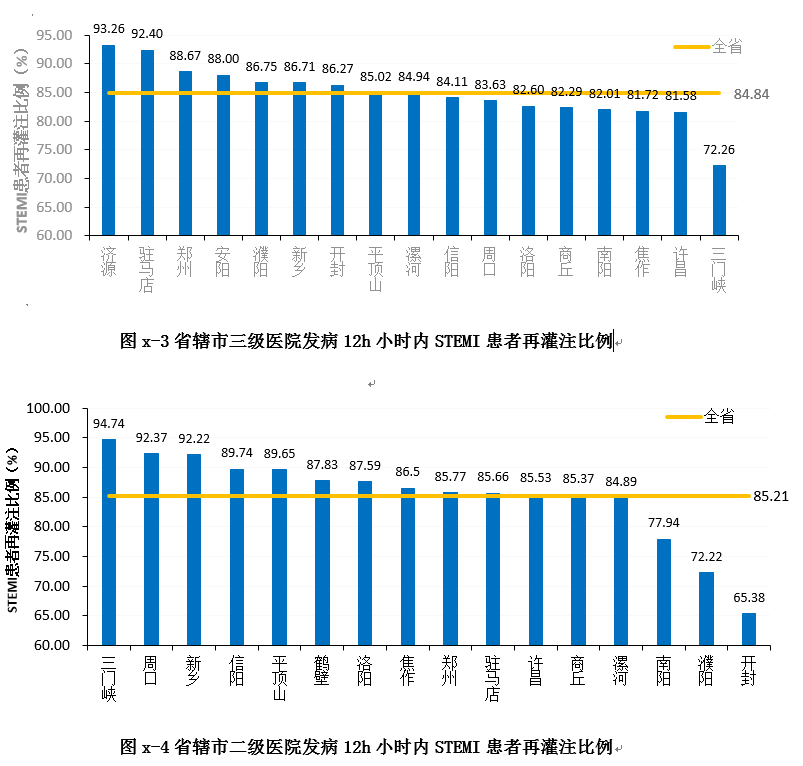 93.26 92.40 88.67 88.00 86.75 86.71 86.27 85.02 84.94 84.11 83.63 82.60 82.29 82.01 81.72 81.58 72.26
全省
84.84
STEMI患者再灌注比例（%）
95.00
90.00
85.00
80.00
75.00
70.00
65.00
60.00
济源 驻马店 郑州 安阳 濮阳 新乡 开封 平顶山 漯河 信阳 周口 洛阳 商丘 南阳 焦作 许昌 三门峡
图 x-3 省辖市三级医院发病 12h 小时内 STEMI 患者再灌注比例
94.74 92.37 92.22 89.74 89.65 87.83 87.59 86.5 85.77 85.66 85.53 85.37 84.89 77.94 72.22 65.38
全省
85.21
STEMI患者再灌注比例(%)
100.00
95.00
90.00
85.00
80.00
75.00
70.00
65.00
60.00
三门峡 周口 新乡 信阳 平顶山 鹤壁 洛阳 焦作 郑州 驻马店 许昌 商丘 漯河 南阳 濮阳 开封
图 x-4 省辖市二级医院发病 12h 小时内 STEMI 患者再灌注比例